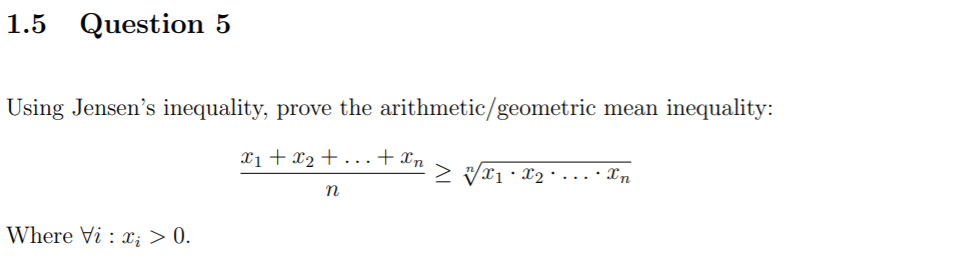 1.5 Question 5
Using Jensen's inequality, prove the arithmetic/geometric mean inequality:
$\frac{x_1 + x_2 + \ldots + x_n}{n} \geq \sqrt[n]{x_1 \cdot x_2 \cdot \ldots \cdot x_n}$
Where ∀i : $x_i$ > 0.